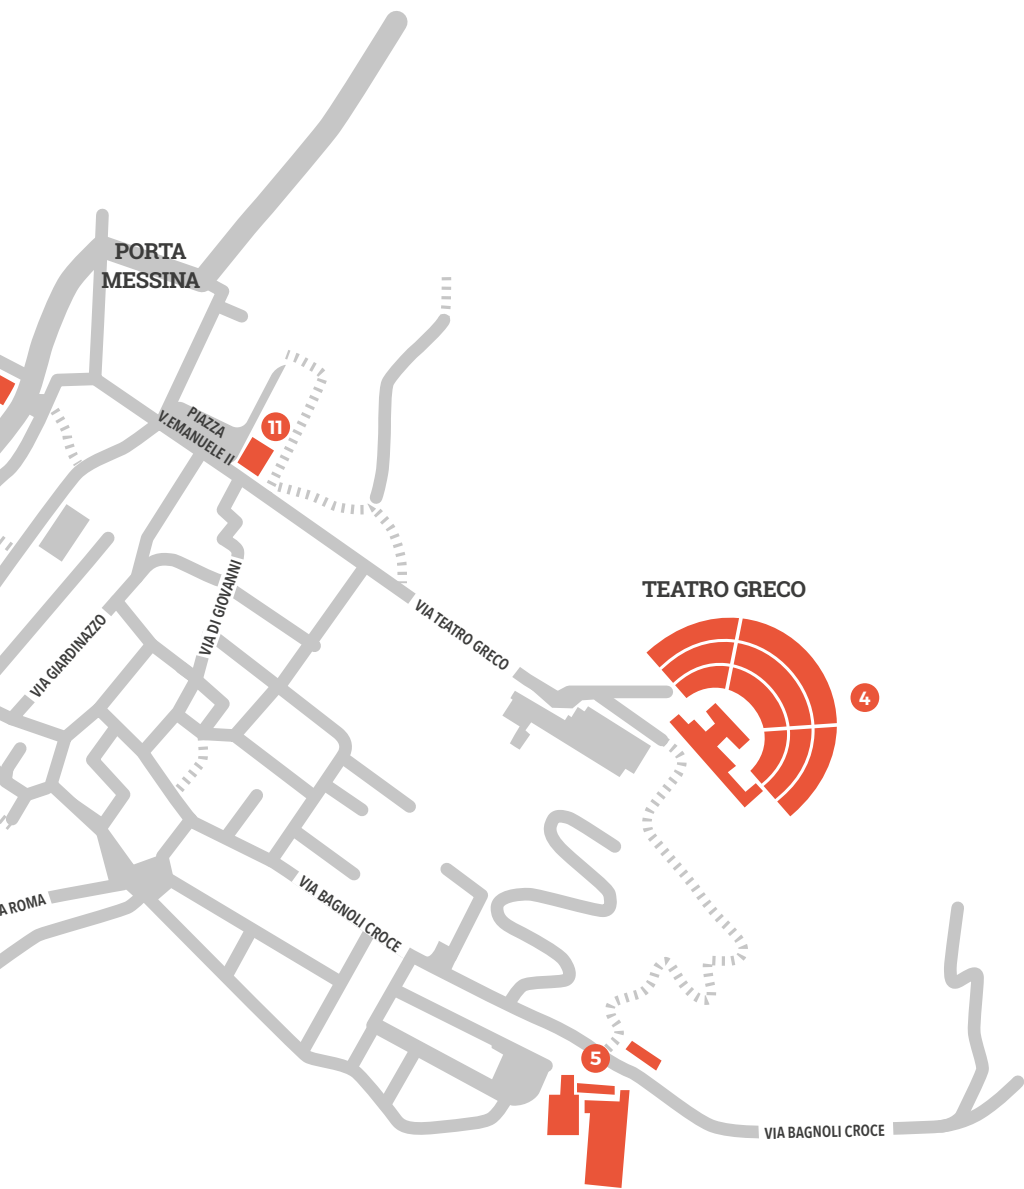 PORTA
MESSINA
PIAZZA
V.EMANUELE II
11
VIA DI GIOVANNI
VIA GIARDINAZZO
VIA TEATRO GRECO
TEATRO GRECO
4
A ROMA
VIA BAGNOLI CROCE
5
VIA BAGNOLI CROCE